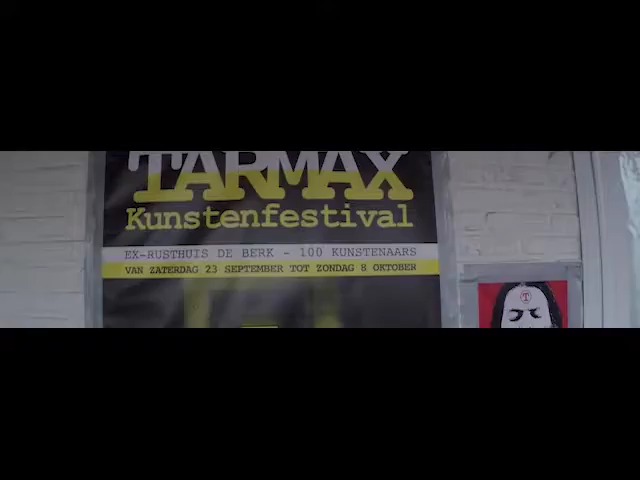 TARMAX
Kunstenfestival
EX-RUSTHUIS DE BERK - 100 KUNSTENAARS
VAN ZATERDAG 23 SEPTEMBER TOT ZONDAG 8 OKTOBER
T